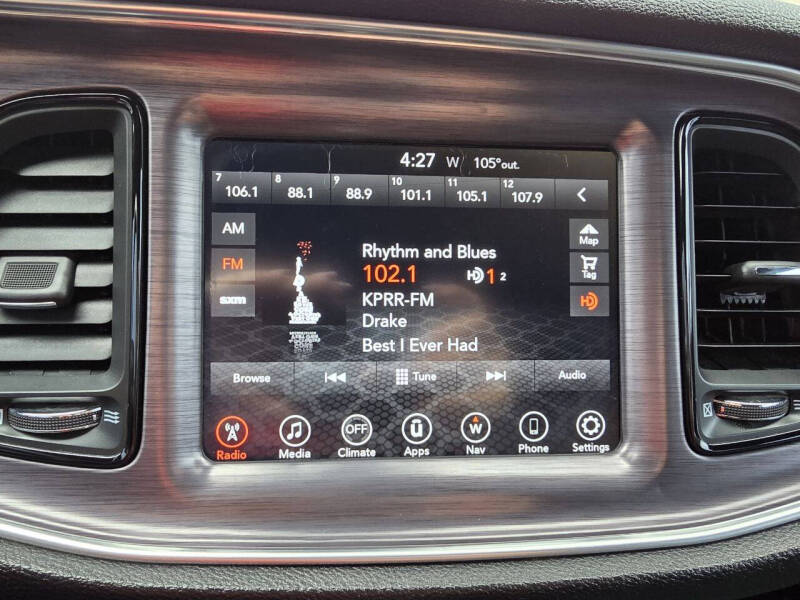 4:27 W 105°out.
7 106.1 8 88.1 9 88.9 10 101.1 11 105.1 12 107.9
AM
Map
Rhythm and Blues
FM
102.1 HD 1 2
Tag
sxm
KPRR-FM
HD
Drake
Best I Ever Had
Browse Tune Audio
OFF W
Radio Media Climate Apps Nav Phone Settings